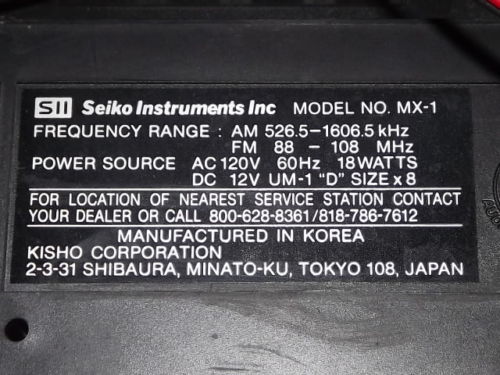 SII Seiko Instruments Inc MODEL NO. MX-1
FREQUENCY RANGE : AM 526.5-1606.5 kHz
FM 88 - 108 MHz
POWER SOURCE AC 120V 60Hz 18WATTS
DC 12V UM-1 "D" SIZE x 8
FOR LOCATION OF NEAREST SERVICE STATION CONTACT
YOUR DEALER OR CALL 800-628-8361/818-786-7612
MANUFACTURED IN KOREA
KISHO CORPORATION
2-3-31 SHIBAURA, MINATO-KU, TOKYO 108, JAPAN